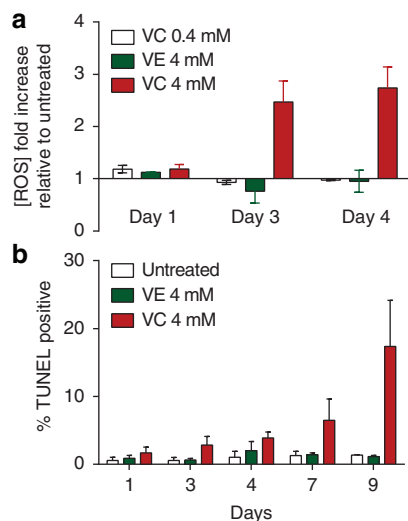 a
4
3
2
1
0
[ROS] fold increase
relative to untreated
VC 0.4 mM
VE 4 mM
VC 4 mM
Day 1 Day 3 Day 4
b
30
20
10
0
% TUNEL positive
Untreated
VE 4 mM
VC 4 mM
1 3 4 7 9
Days